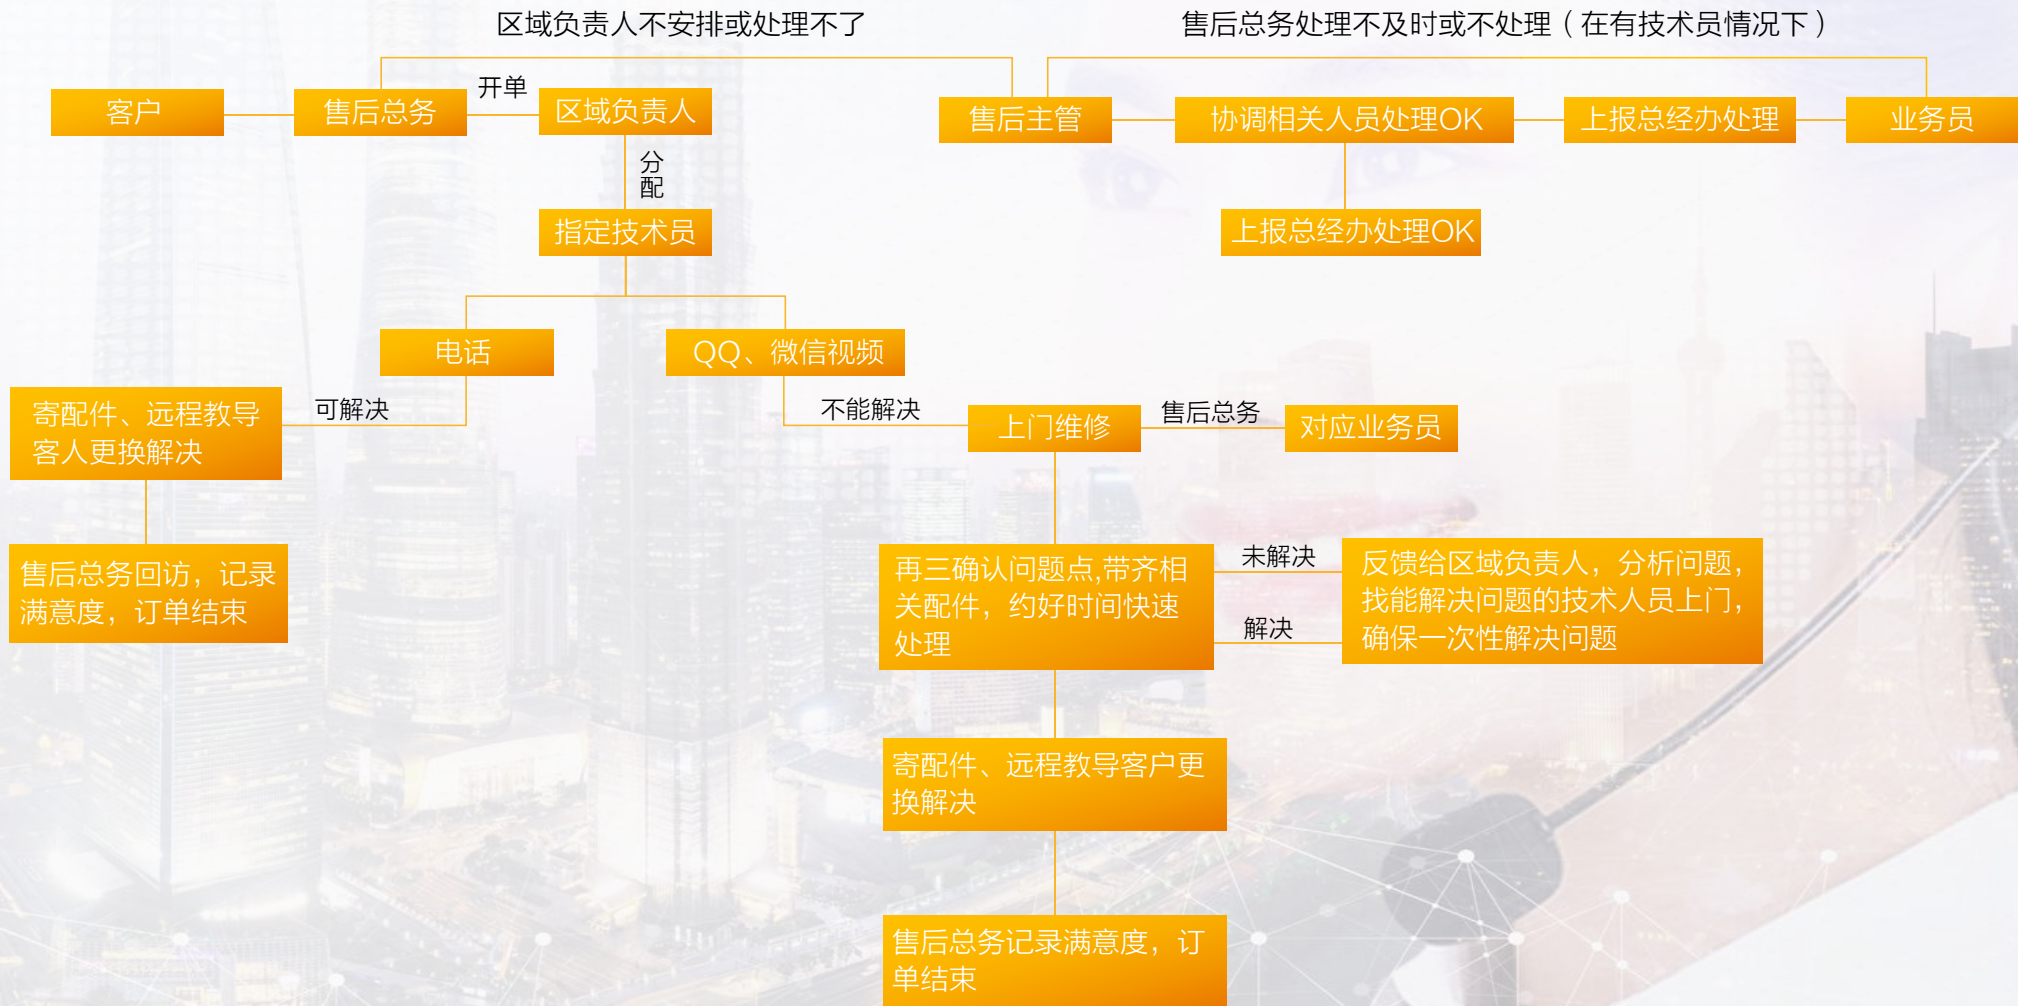 区域负责人不安排或处理不了
售后总务处理不及时或不处理（在有技术员情况下）
客户
售后总务
开单
区域负责人
售后主管
协调相关人员处理OK
上报总经办处理
业务员
分
配
指定技术员
上报总经办处理OK
电话
QQ、微信视频
寄配件、远程教导
客人更换解决
可解决
不能解决
上门维修
售后总务
对应业务员
售后总务回访，记录
满意度，订单结束
再三确认问题点,带齐相
关配件，约好时间快速
处理
未解决
解决
反馈给区域负责人，分析问题，
找能解决问题的技术人员上门，
确保一次性解决问题
寄配件、远程教导客户更
换解决
售后总务记录满意度，订
单结束